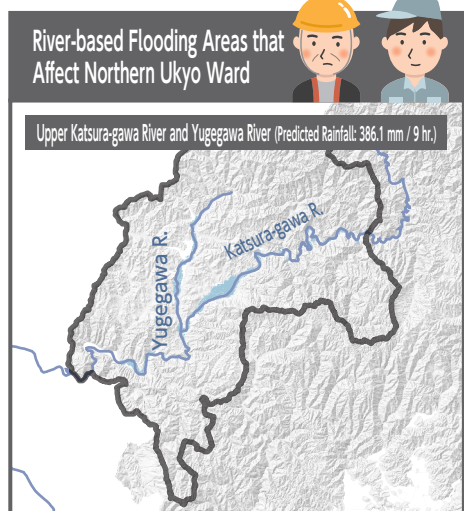 River-based Flooding Areas that
Affect Northern Ukyo Ward
Upper Katsura-gawa River and Yugegawa River (Predicted Rainfall: 386.1 mm / 9 hr.)
Katsura-gawa R.
Yugegawa R.